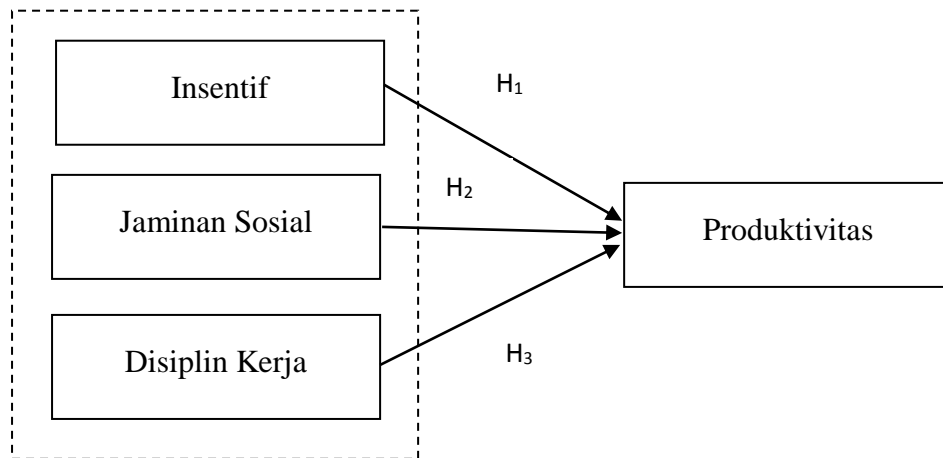 Insentif
H₁
Jaminan Sosial
H₂
Produktivitas
Disiplin Kerja
H₃